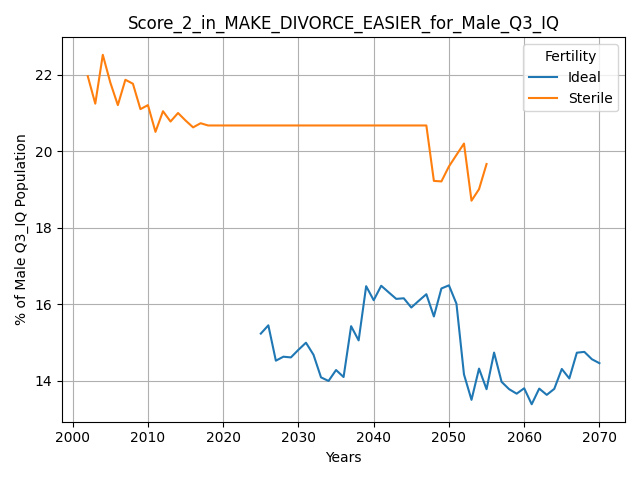 Score_2_in_MAKE_DIVORCE_EASIER_for_Male_Q3_IQ
Fertility
Ideal
Sterile
% of Male Q3_IQ Population
22
20
18
16
14
2000 2010 2020 2030 2040 2050 2060 2070
Years